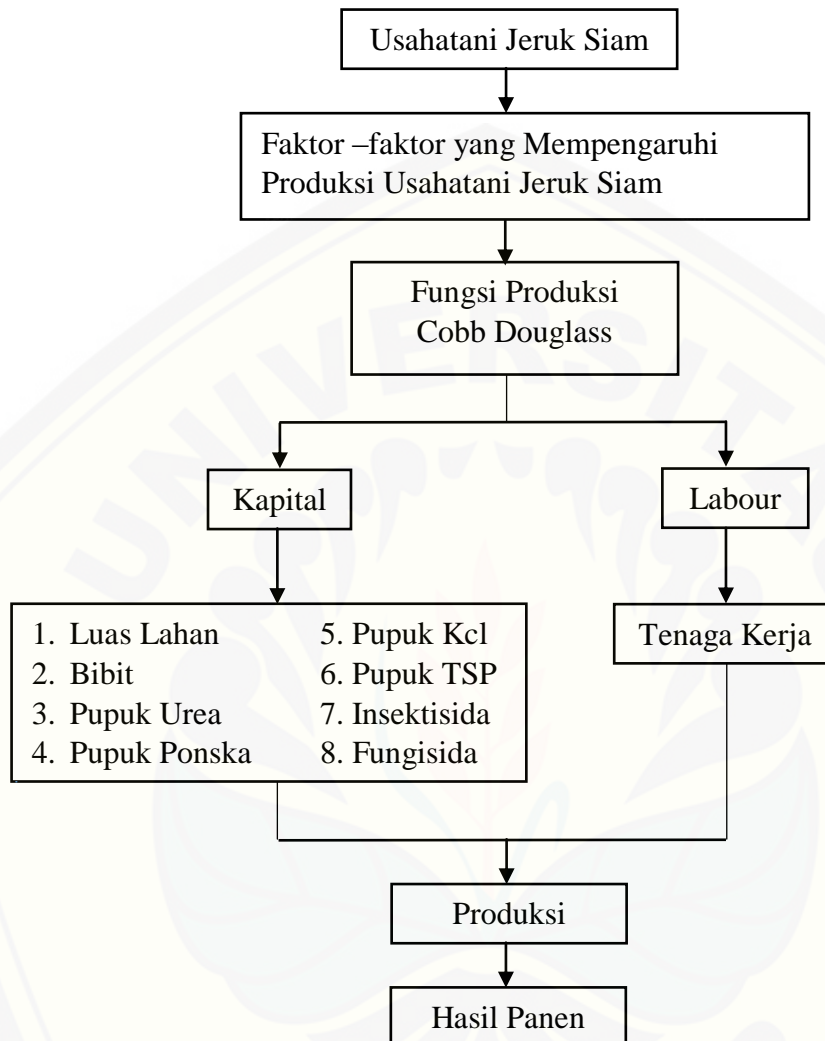 Usahatani Jeruk Siam
Faktor –faktor yang Mempengaruhi
Produksi Usahatani Jeruk Siam
Fungsi Produksi
Cobb Douglass
Kapital
Labour
1. Luas Lahan
2. Bibit
3. Pupuk Urea
4. Pupuk Ponska
5. Pupuk Kcl
6. Pupuk TSP
7. Insektisida
8. Fungisida
Tenaga Kerja
Produksi
Hasil Panen
UNIVERSITA